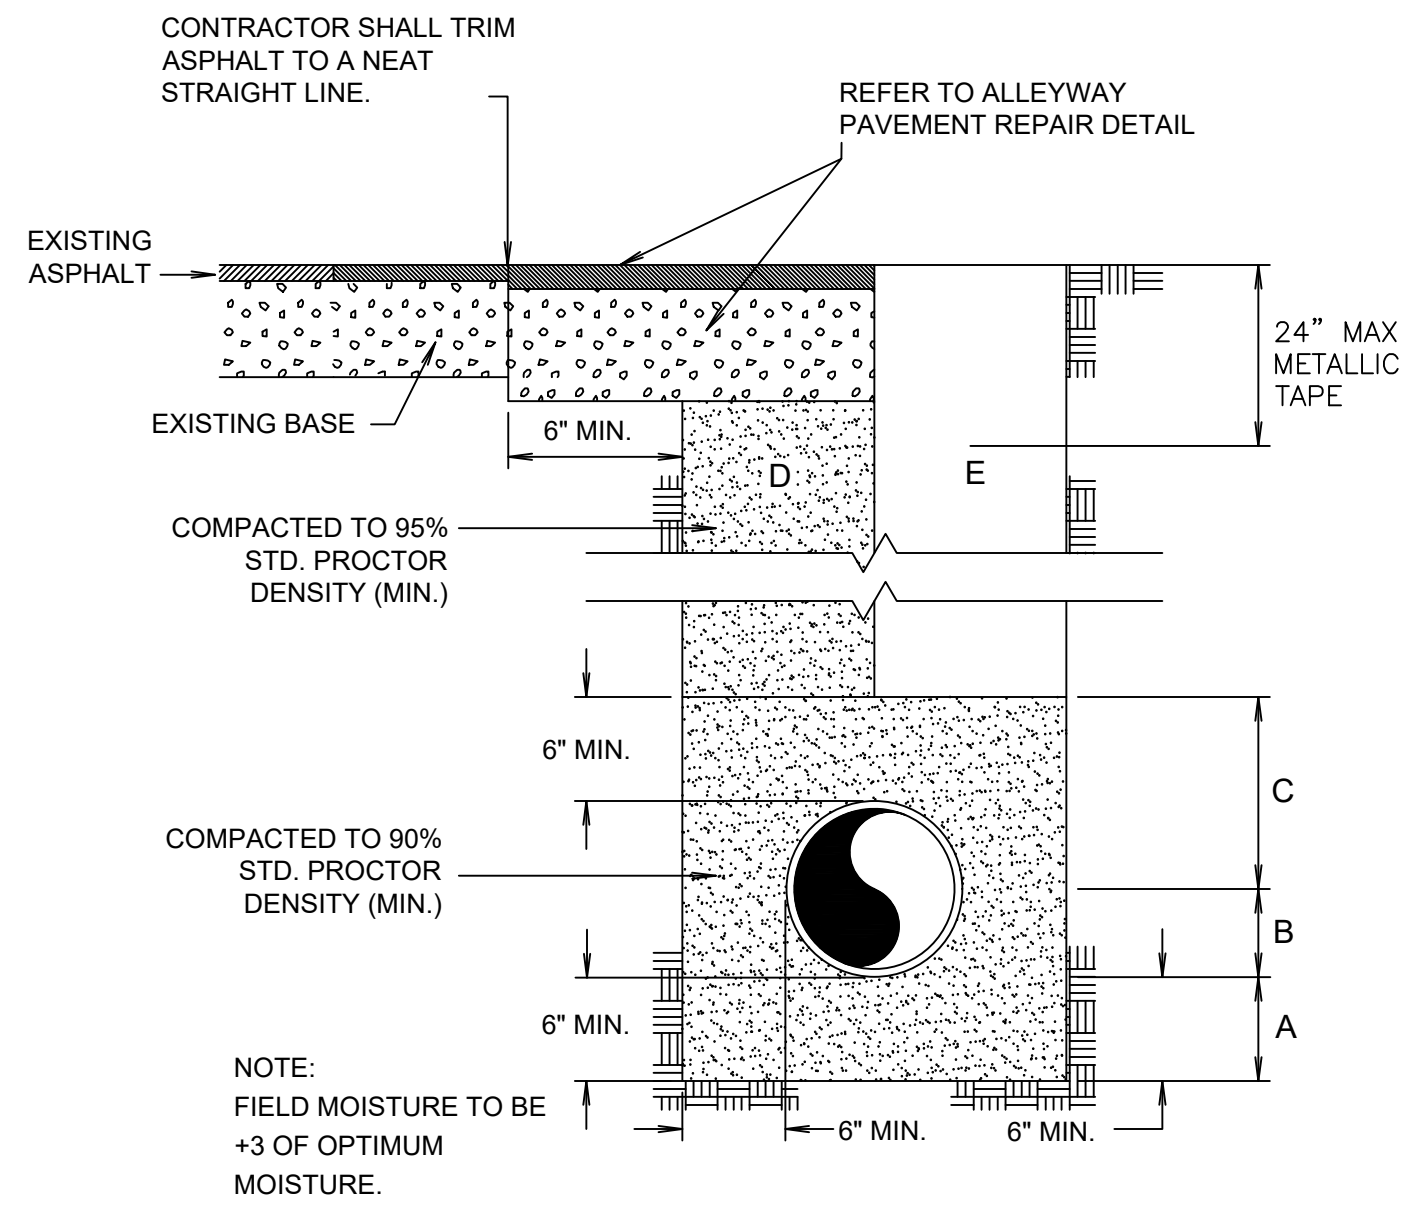 CONTRACTOR SHALL TRIM
ASPHALT TO A NEAT
STRAIGHT LINE.
REFER TO ALLEYWAY
PAVEMENT REPAIR DETAIL
EXISTING
ASPHALT
24” MAX
METALLIC
TAPE
EXISTING BASE
6" MIN.
D
E
COMPACTED TO 95%
STD. PROCTOR
DENSITY (MIN.)
6" MIN.
C
COMPACTED TO 90%
STD. PROCTOR
DENSITY (MIN.)
B
6" MIN.
A
NOTE:
FIELD MOISTURE TO BE
+3 OF OPTIMUM
MOISTURE.
6" MIN.
6" MIN.